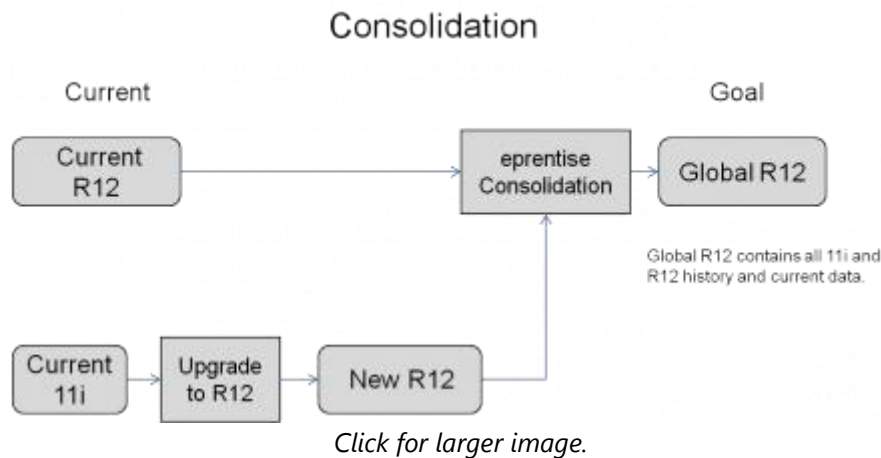 Consolidation
Current
Goal
Current
R12
eprentise
Consolidation
Global R12
Global R12 contains all 11i and
R12 history and current data.
Current
11i
Upgrade
to R12
New R12
Click for larger image.